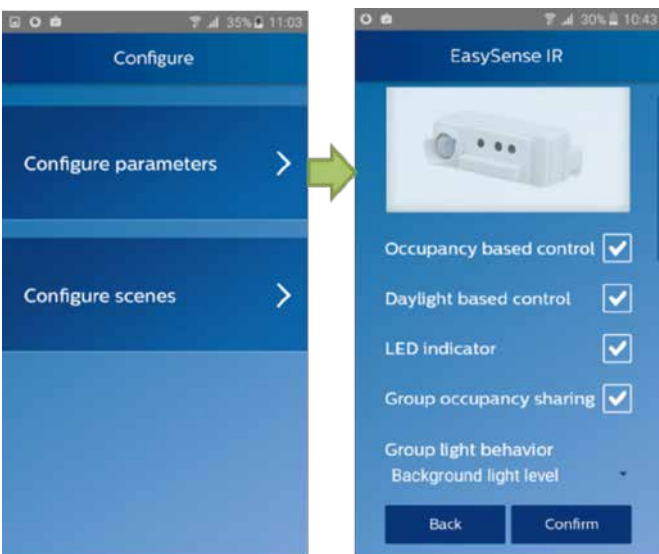 35% 11:03
Configure
Configure parameters
Configure scenes
30% 10:43
EasySense IR
Occupancy based control
Daylight based control
LED indicator
Group occupancy sharing
Group light behavior
Background light level
Back Confirm